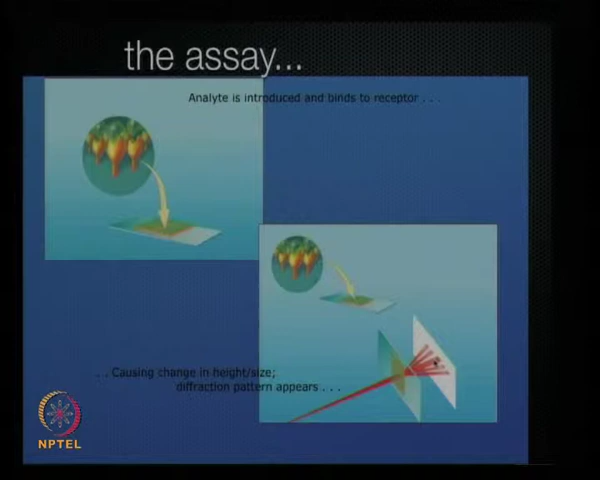 the assay...
Analyte is introduced and binds to receptor . . .
. . Causing change in height/size;
diffraction pattern appears . . .
NPTEL